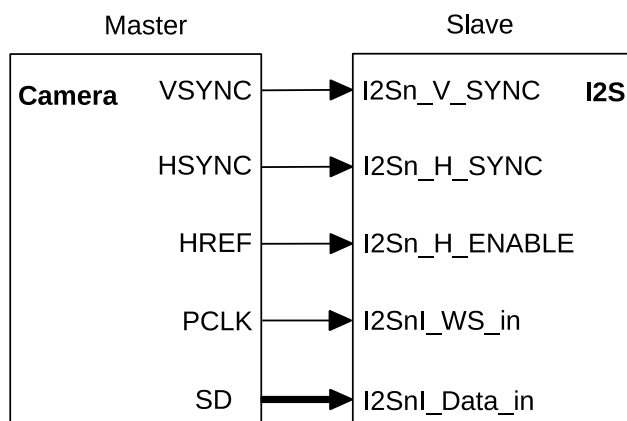 Master Slave
Camera VSYNC I2Sn_V_SYNC I2S
HSYNC I2Sn_H_SYNC
HREF I2Sn_H_ENABLE
PCLK I2SnI_WS_in
SD I2SnI_Data_in